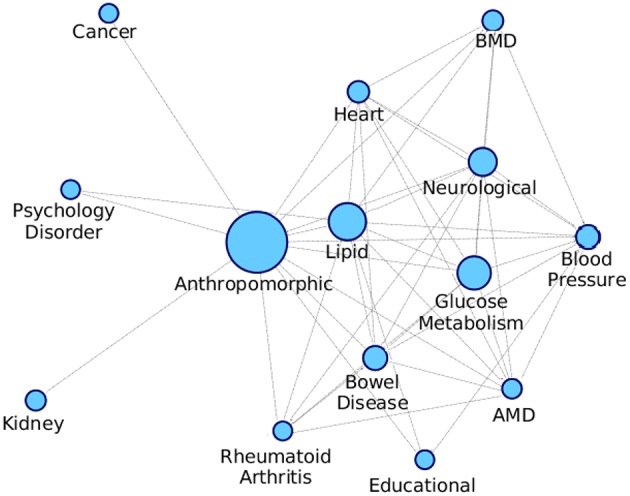 Cancer
BMD
Heart
Neurological
Psychology
Disorder
Lipid
Blood
Pressure
Anthropomorphic
Glucose
Metabolism
Bowel
Disease
AMD
Kidney
Rheumatoid
Arthritis
Educational